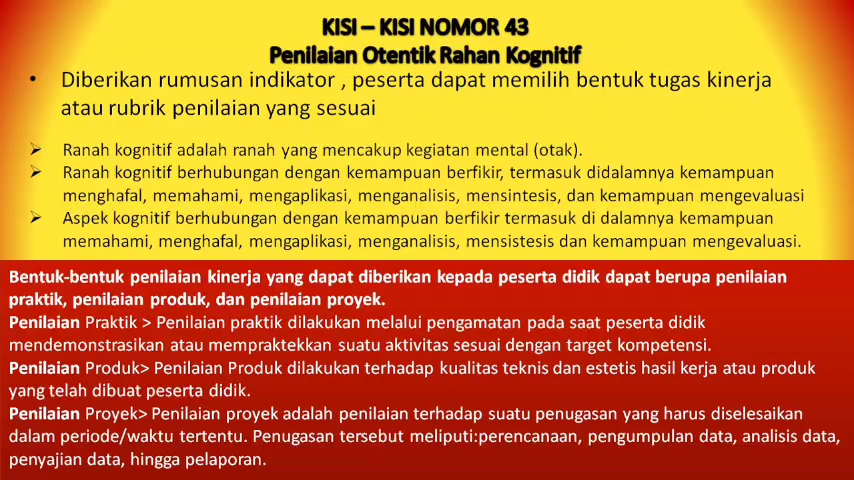 KISI – KISI NOMOR 43
Penilaian Otentik Rahan Kognitif
• Diberikan rumusan indikator , peserta dapat memilih bentuk tugas kinerja
atau rubrik penilaian yang sesuai
➢ Ranah kognitif adalah ranah yang mencakup kegiatan mental (otak).
➢ Ranah kognitif berhubungan dengan kemampuan berfikir, termasuk didalamnya kemampuan
menghafal, memahami, mengaplikasi, menganalisis, mensintesis, dan kemampuan mengevaluasi
➢ Aspek kognitif berhubungan dengan kemampuan berfikir termasuk di dalamnya kemampuan
memahami, menghafal, mengaplikasi, menganalisis, mensistesis dan kemampuan mengevaluasi.
Bentuk-bentuk penilaian kinerja yang dapat diberikan kepada peserta didik dapat berupa penilaian
praktik, penilaian produk, dan penilaian proyek.
Penilaian Praktik > Penilaian praktik dilakukan melalui pengamatan pada saat peserta didik
mendemonstrasikan atau mempraktekkan suatu aktivitas sesuai dengan target kompetensi.
Penilaian Produk> Penilaian Produk dilakukan terhadap kualitas teknis dan estetis hasil kerja atau produk
yang telah dibuat peserta didik.
Penilaian Proyek> Penilaian proyek adalah penilaian terhadap suatu penugasan yang harus diselesaikan
dalam periode/waktu tertentu. Penugasan tersebut meliputi:perencanaan, pengumpulan data, analisis data,
penyajian data, hingga pelaporan.